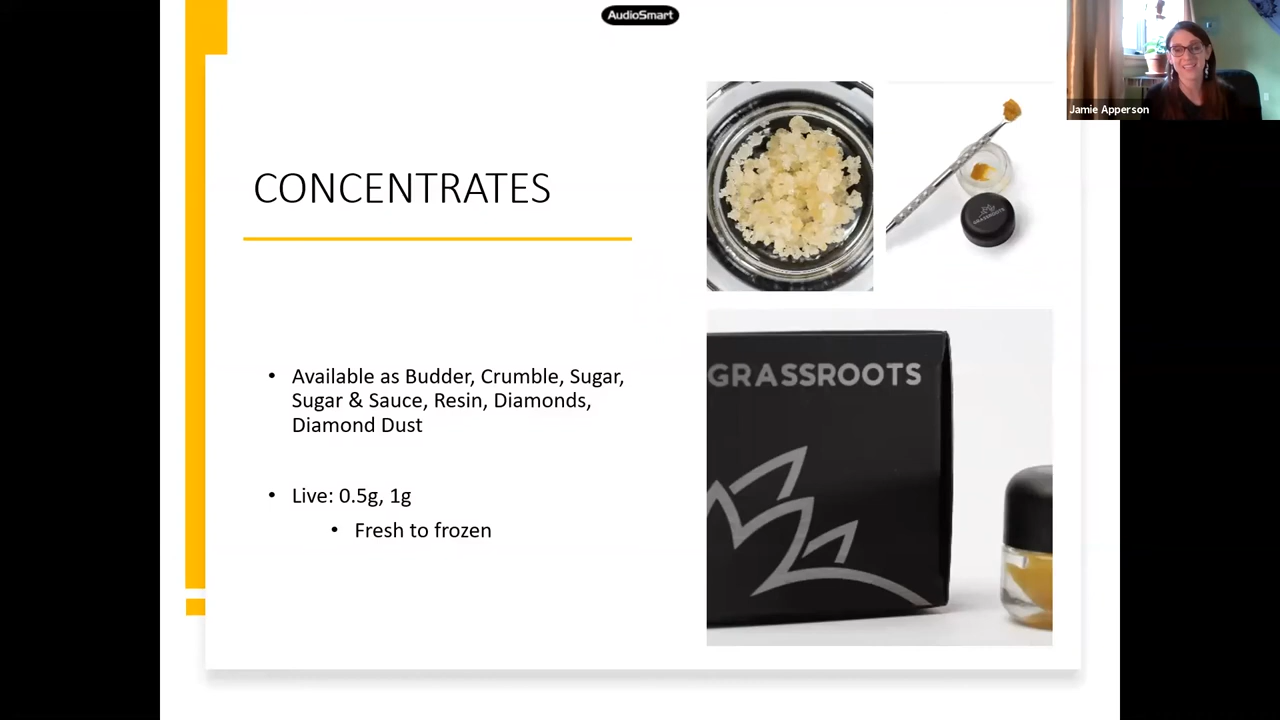 AudioSmart
Jamie Apperson
CONCENTRATES
• Available as Budder, Crumble, Sugar,
Sugar & Sauce, Resin, Diamonds,
Diamond Dust
• Live: 0.5g, 1g
• Fresh to frozen
GRASSROOTS
GRASSROOTS